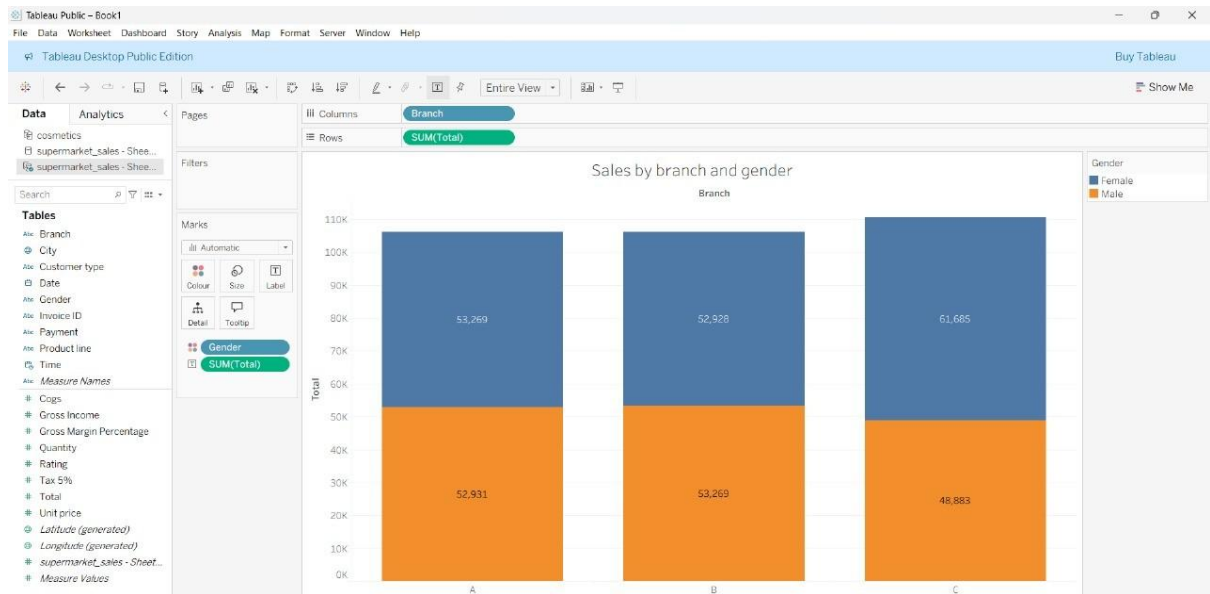 Tableau Public – Book1
File Data Worksheet Dashboard Story Analysis Map Format Server Window Help
Tableau Desktop Public Edition
Buy Tableau
Entire View
Show Me
Data Analytics
cosmetics
supermarket_sales - Shee...
supermarket_sales - Shee...
Search
Tables
Branch
City
Customer type
Date
Gender
Invoice ID
Payment
Product line
Time
Measure Names
Cogs
Gross Income
Gross Margin Percentage
Quantity
Rating
Tax 5%
Total
Unit price
Latitude (generated)
Longitude (generated)
supermarket_sales - Sheet...
Measure Values
Pages
Filters
Marks
Automatic
Colour Size Label
Detail Tooltip
Gender
SUM(Total)
Columns Branch
Rows SUM(Total)
Sales by branch and gender
Branch
Total
110K
100K
90K
80K
70K
60K
50K
40K
30K
20K
10K
0K
53,269 52,928 61,685
52,931 53,269 48,883
A B C
Gender
Female
Male